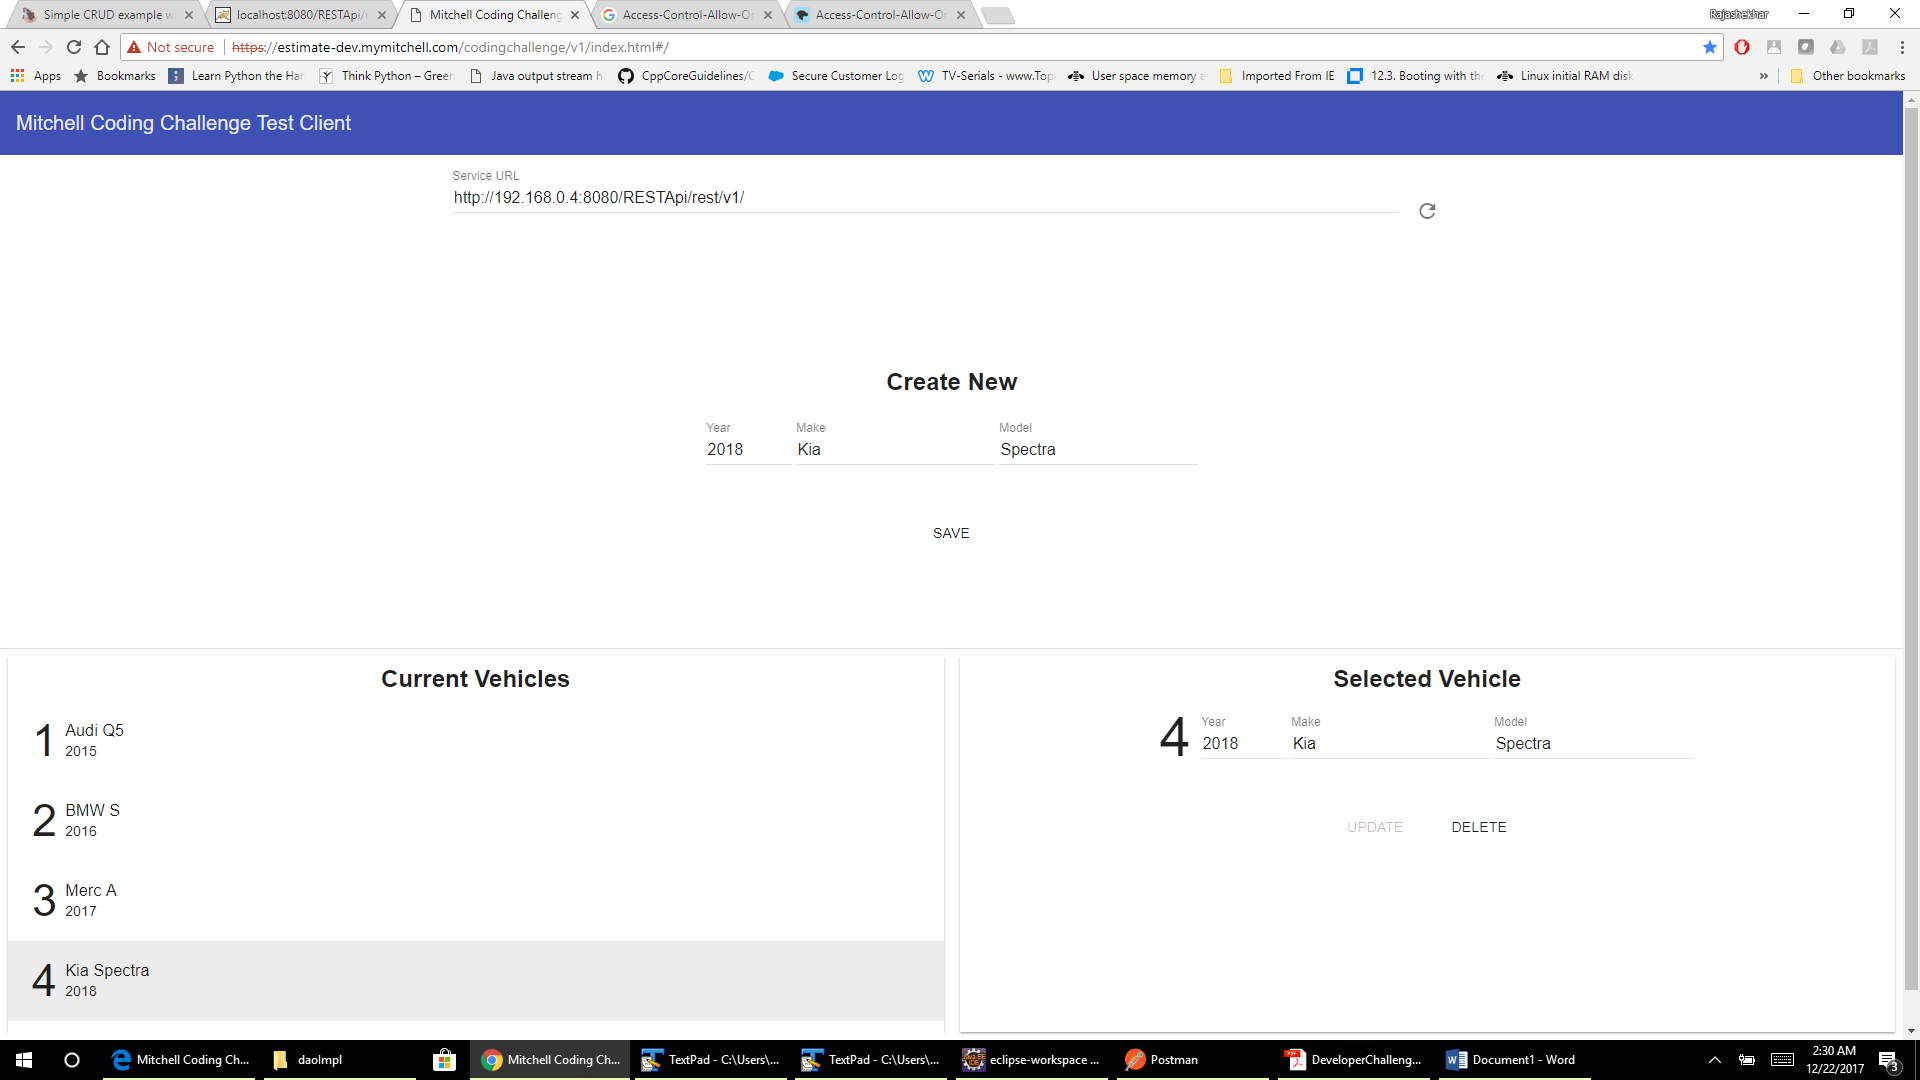 Simple CRUD example w
localhost:8080/RESTApi/r
Mitchell Coding Challeng
Access-Control-Allow-Or
Access-Control-Allow-Or
Rajashekhar
Not secure
https://estimate-dev.mymitchell.com/codingchallenge/v1/index.html#/
Apps
Bookmarks
Learn Python the Har
Think Python – Green
Java output stream h
CppCoreGuidelines/C
Secure Customer Log
TV-Serials - www.Top
User space memory a
Imported From IE
12.3. Booting with the
Linux initial RAM disk
»
Other bookmarks
Mitchell Coding Challenge Test Client
Service URL
http://192.168.0.4:8080/RESTApi/rest/v1/
Create New
Year Make Model
2018 Kia Spectra
SAVE
Current Vehicles
1 Audi Q5
2015
2 BMW S
2016
3 Merc A
2017
4 Kia Spectra
2018
Selected Vehicle
4 Year Make Model
2018 Kia Spectra
UPDATE DELETE
Mitchell Coding Ch...
daoImpl
Mitchell Coding Ch...
TextPad - C:\Users\...
TextPad - C:\Users\...
eclipse-workspace ...
Postman
DeveloperChalleng...
Document1 - Word
2:30 AM
12/22/2017
3